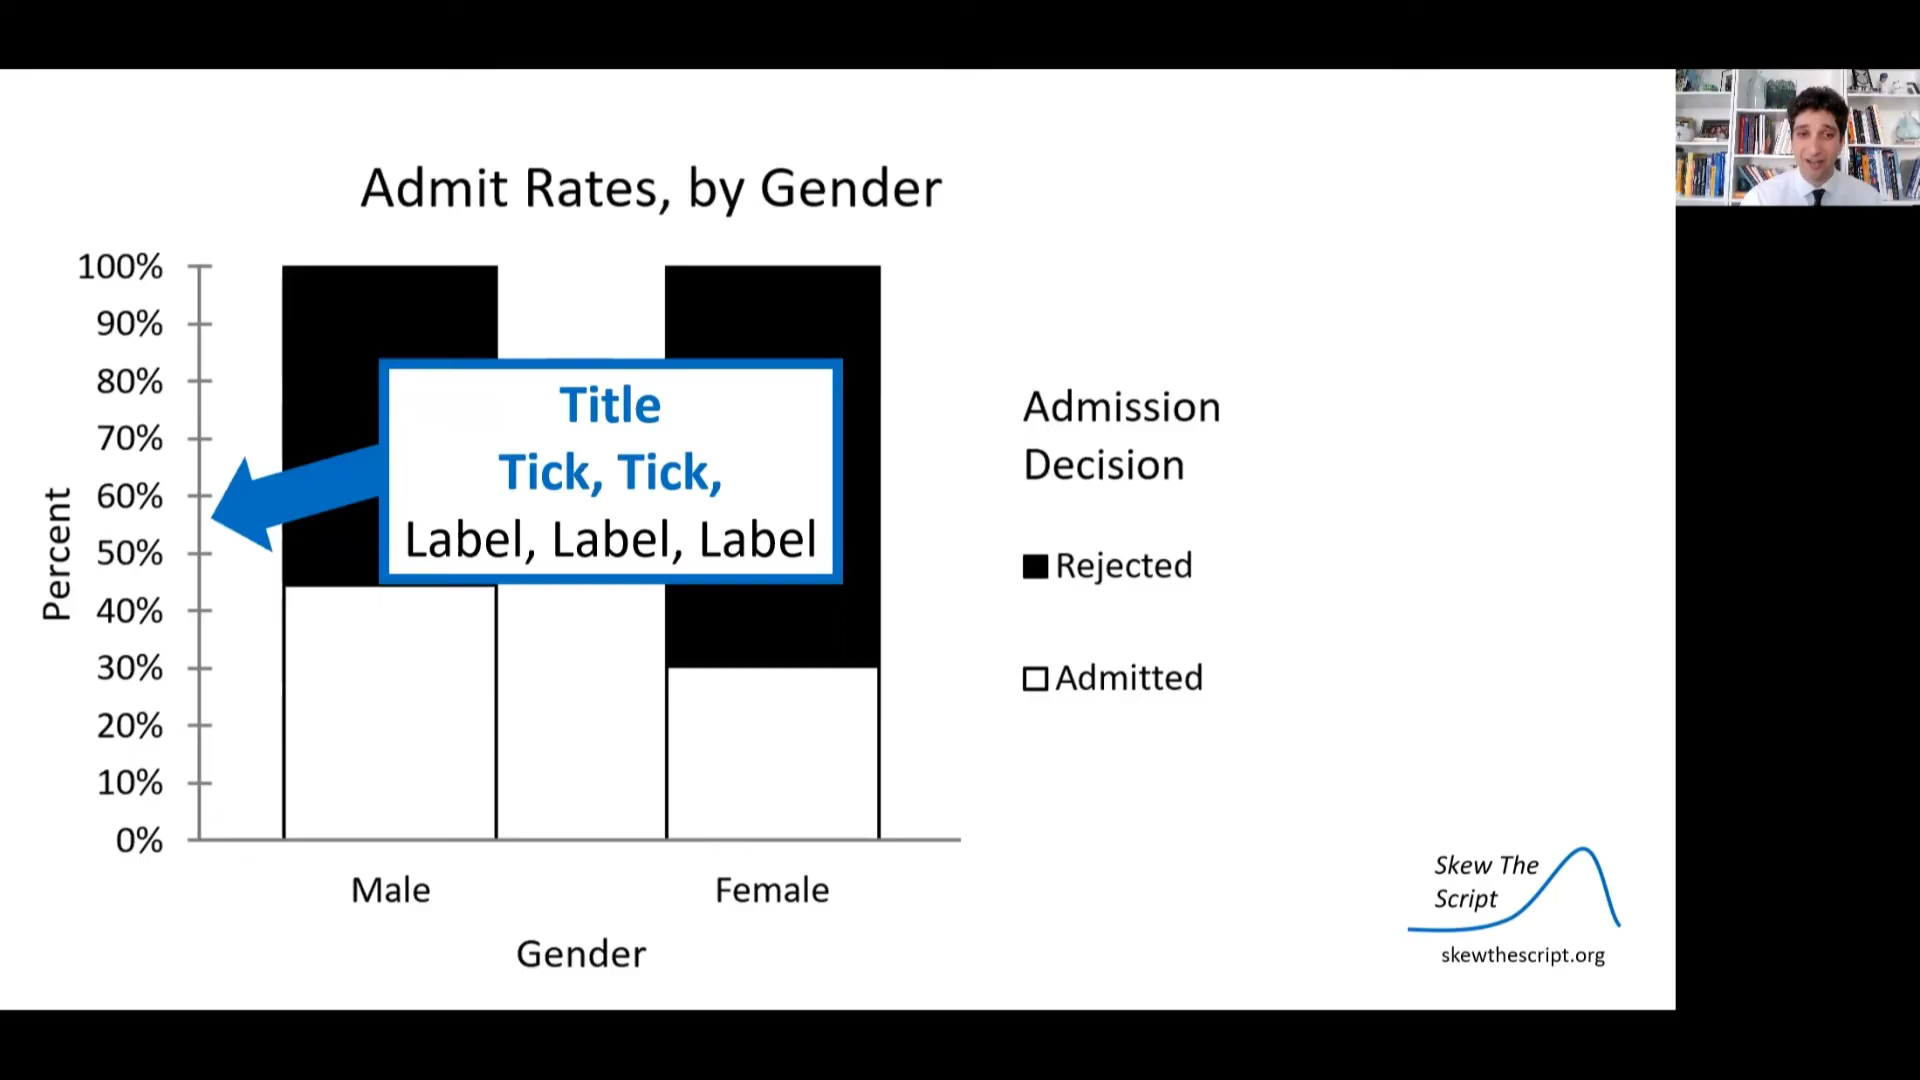 Admit Rates, by Gender
100%
90%
80%
70%
60%
50%
40%
30%
20%
10%
0%
Percent
Title
Tick, Tick,
Label, Label, Label
Male
Female
Gender
Admission
Decision
Rejected
Admitted
Skew The
Script
skewthescript.org